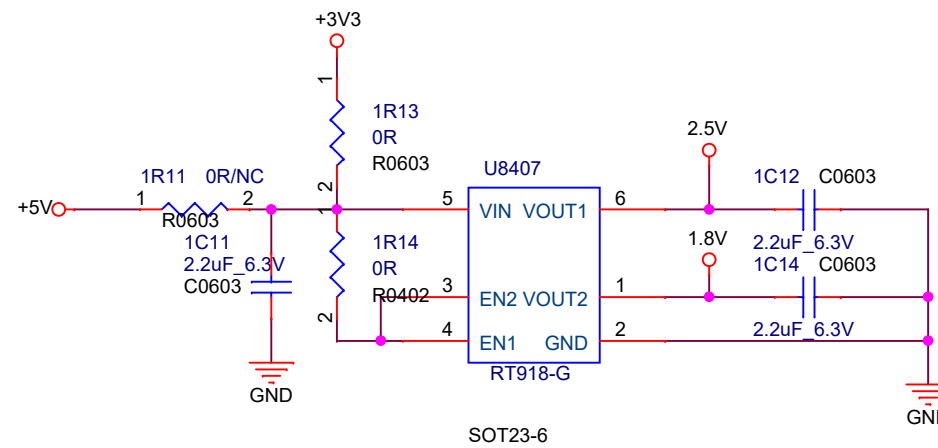 +3V3
1
1R13
0R
R0603
2
+5V
1
1R11
0R/NC
2
R0603
1C11
2.2uF_6.3V
C0603
GND
1
1R14
0R
R0402
2
U8407
5
VIN
VOUT1
6
3
EN2
VOUT2
1
4
EN1
GND
2
RT918-G
SOT23-6
2.5V
1C12
C0603
2.2uF_6.3V
1.8V
1C14
C0603
2.2uF_6.3V